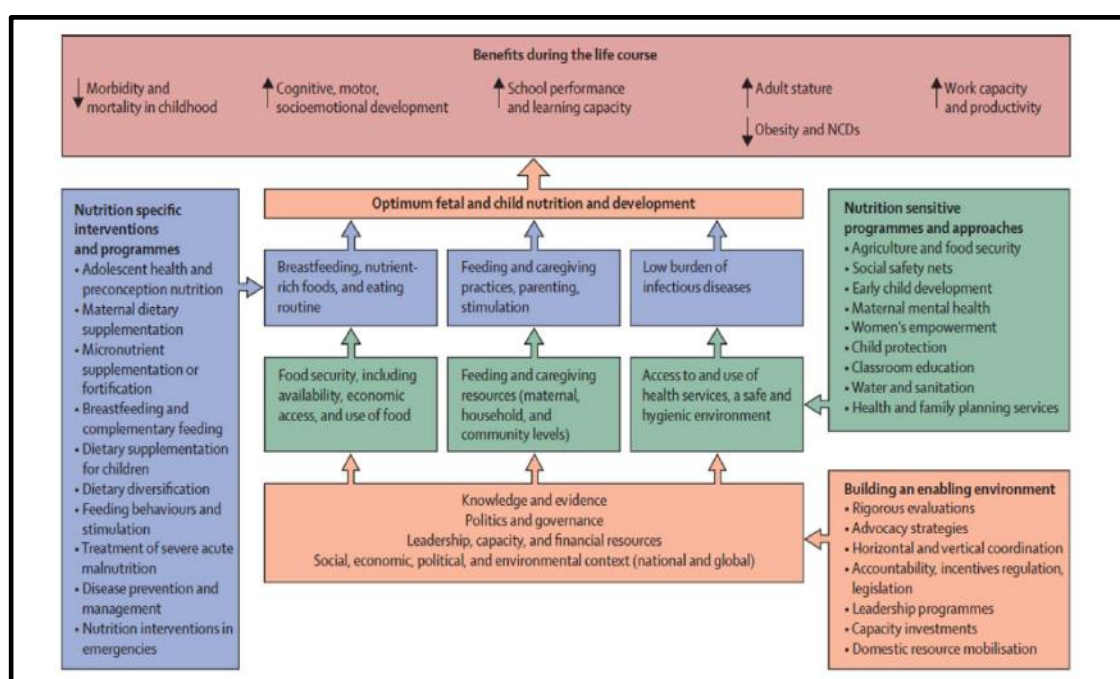 Benefits during the life course
Morbidity and
mortality in childhood
Cognitive, motor,
socioemotional development
School performance
and learning capacity
Adult stature
Obesity and NCDs
Work capacity
and productivity
Nutrition specific
interventions
and programmes
• Adolescent health and
preconception nutrition
• Maternal dietary
supplementation
• Micronutrient
supplementation or
fortification
• Breastfeeding and
complementary feeding
• Dietary supplementation
for children
• Dietary diversification
• Feeding behaviours and
stimulation
• Treatment of severe acute
malnutrition
• Disease prevention and
management
• Nutrition interventions in
emergencies
Optimum fetal and child nutrition and development
Breastfeeding, nutrient-
rich foods, and eating
routine
Feeding and caregiving
practices, parenting,
stimulation
Low burden of
infectious diseases
Food security, including
availability, economic
access, and use of food
Feeding and caregiving
resources (maternal,
household, and
community levels)
Access to and use of
health services, a safe and
hygienic environment
Knowledge and evidence
Politics and governance
Leadership, capacity, and financial resources
Social, economic, political, and environmental context (national and global)
Nutrition sensitive
programmes and approaches
• Agriculture and food security
• Social safety nets
• Early child development
• Maternal mental health
• Women's empowerment
• Child protection
• Classroom education
• Water and sanitation
• Health and family planning services
Building an enabling environment
• Rigorous evaluations
• Advocacy strategies
• Horizontal and vertical coordination
• Accountability, incentives regulation,
legislation
• Leadership programmes
• Capacity investments
• Domestic resource mobilisation